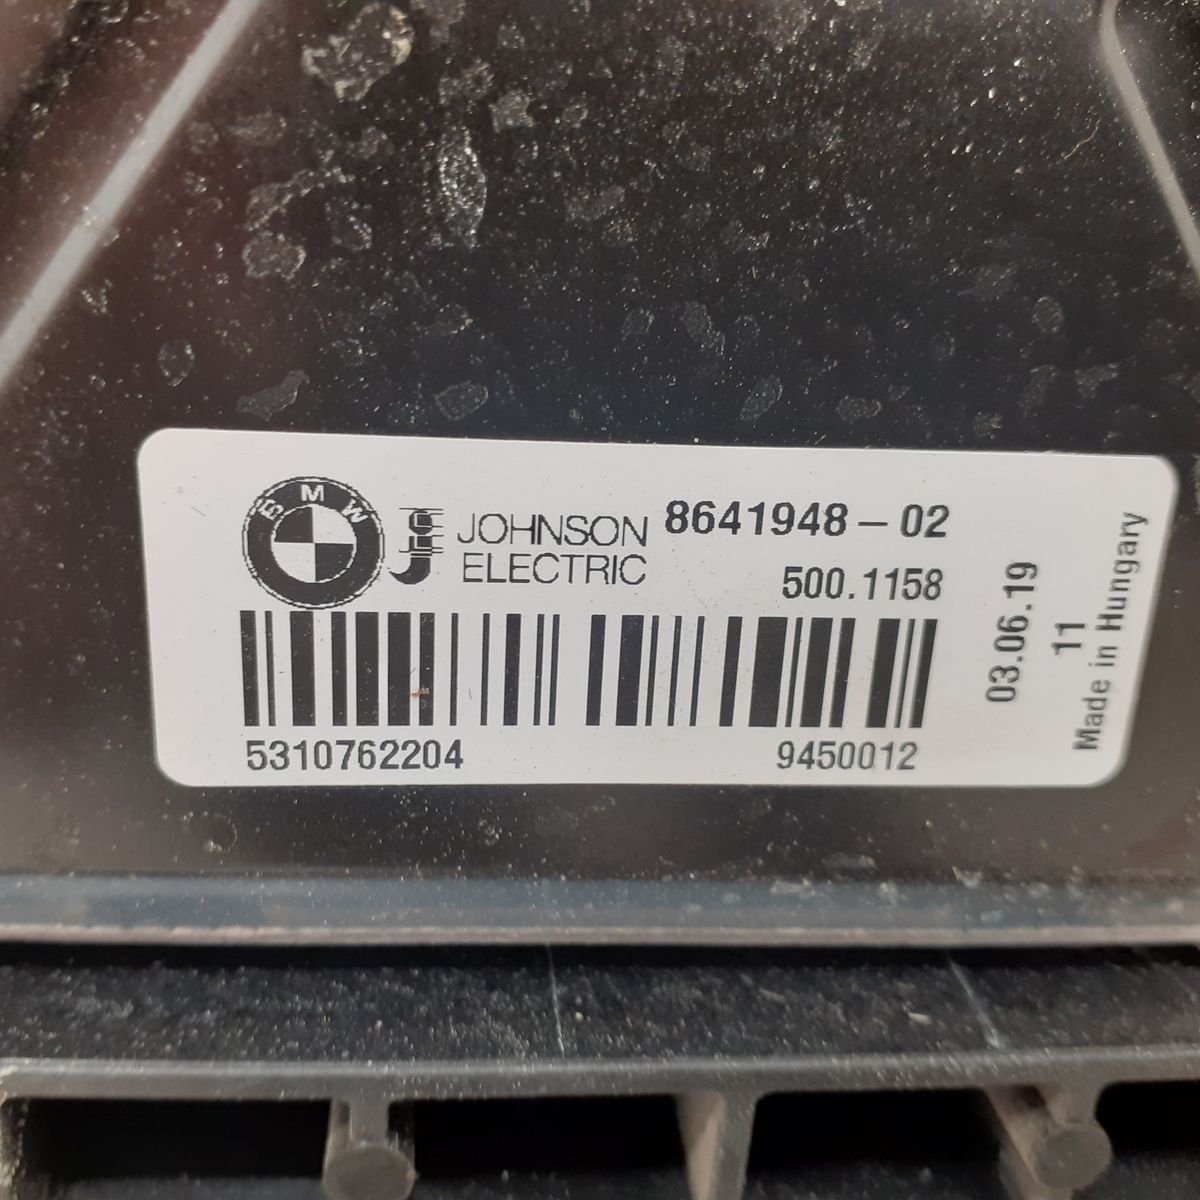 BMW
JOHNSON
ELECTRIC
8641948-02
500.1158
5310762204
9450012
03.06.19
11
Made in Hungary